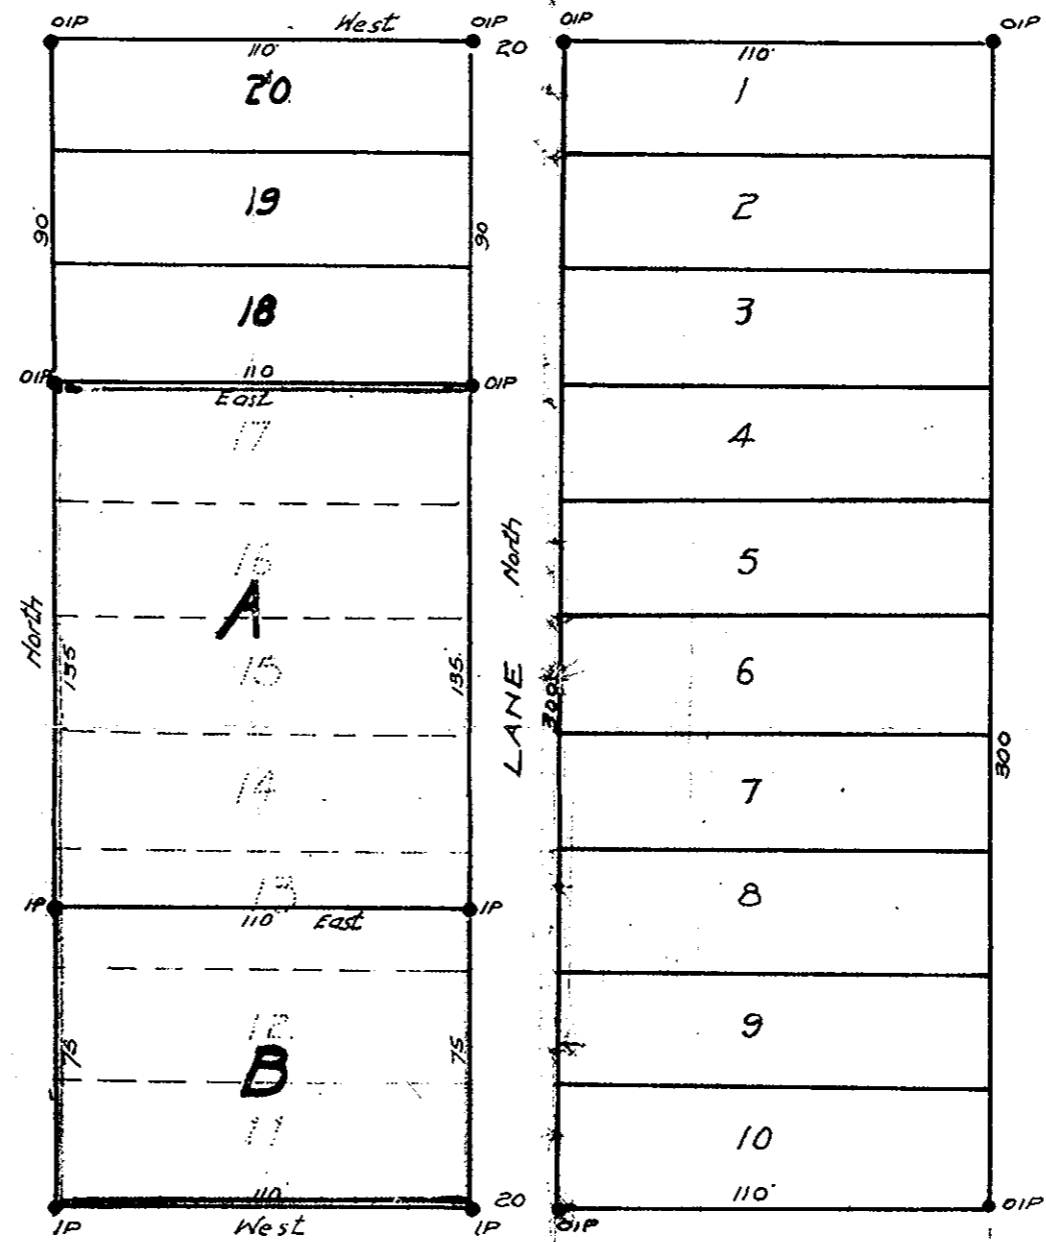 OIP West OIP OIP OIP
110' 20 110'
20 1
19 2
90' 90
18 3
OIP 110 OIP
East
17 4
16 North 5
A
North 15 6
135 135 LANE 300
14 7 300
13 8
IP 110 East IP
12 9
75 B 75
11 10
110' 20 110'
IP West IP OIP OIP